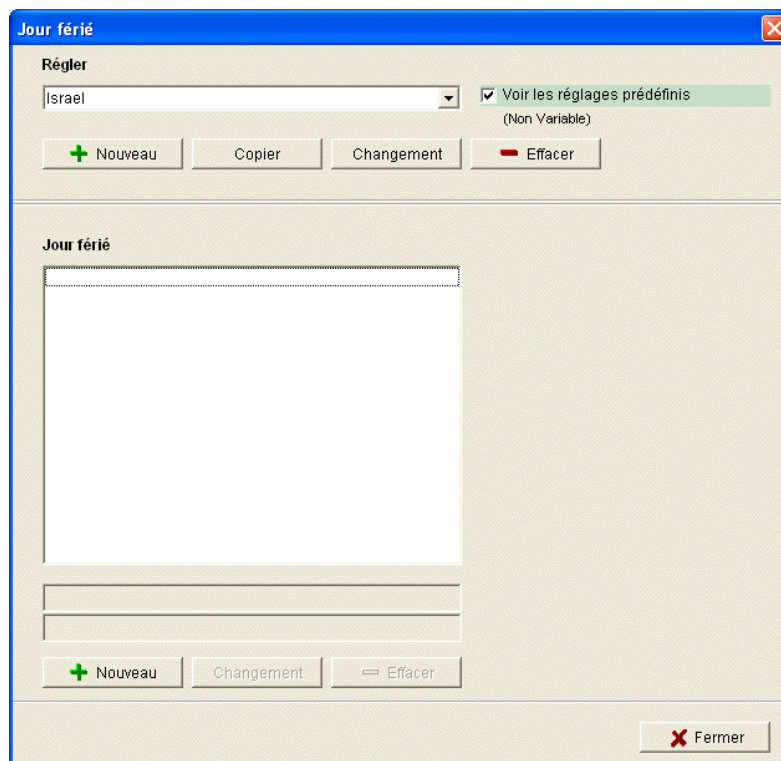 Jour férié
Régler
Israel
Voir les réglages prédéfinis
(Non Variable)
Nouveau
Copier
Changement
Effacer
Jour férié
Nouveau
Changement
Effacer
Fermer